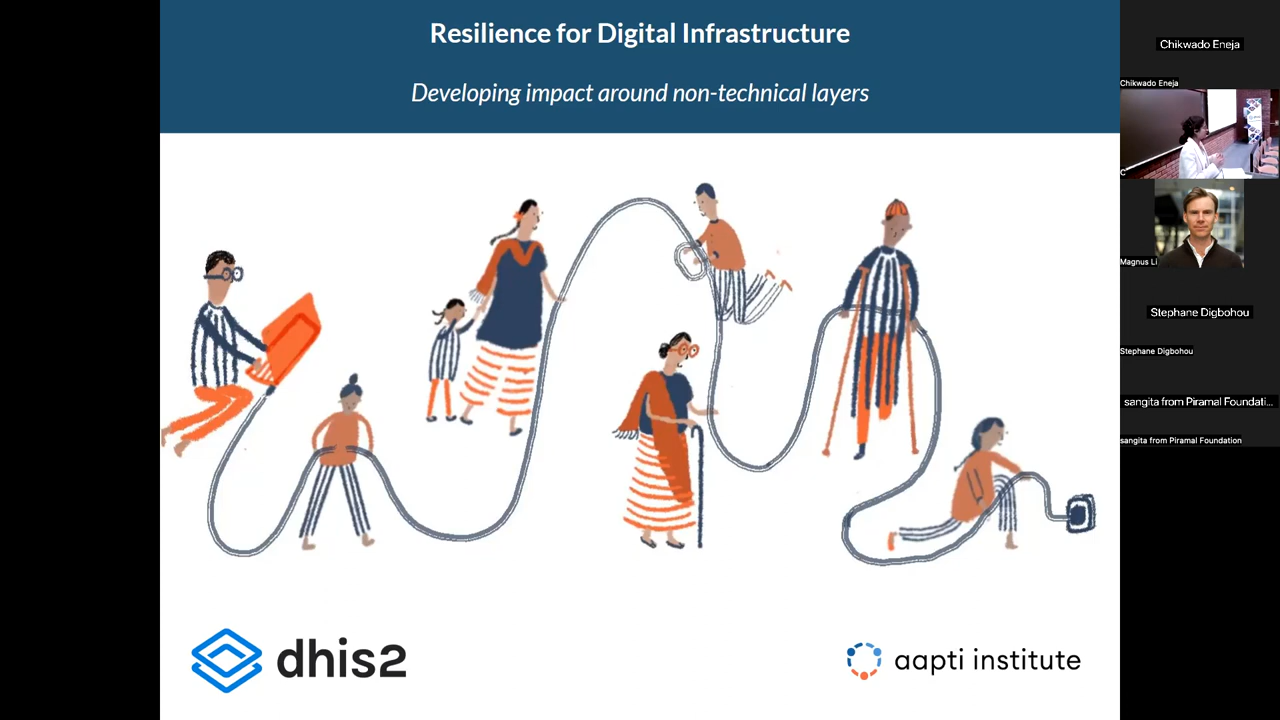 Resilience for Digital Infrastructure
Developing impact around non-technical layers
dhis2
aapti institute
Chikwado Eneja
Chikwado Eneja
C
Magnus Li
Stephane Digbohou
Stephane Digbohou
sangita from Piramal Foundati...
sangita from Piramal Foundation